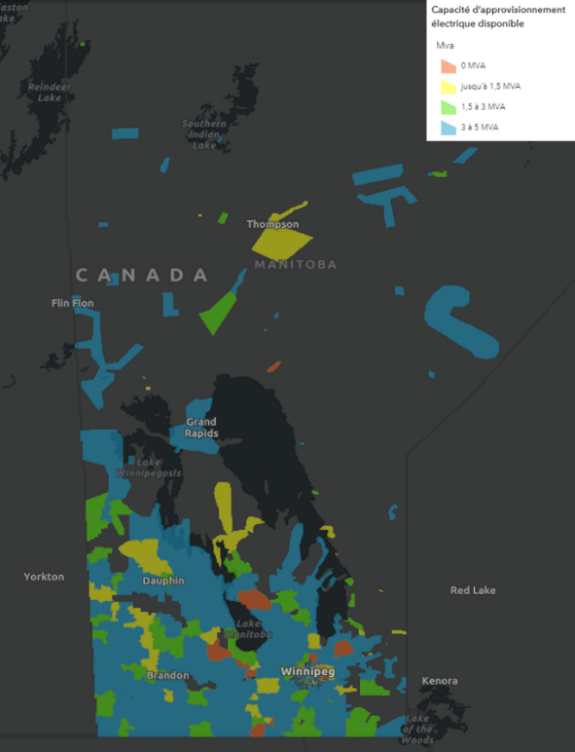 Capacité d'approvisionnement
électrique disponible
Mva
0 MVA
jusqu'à 1,5 MVA
1,5 à 3 MVA
3 à 5 MVA
Lake
Reindeer
Lake
Southern
Indian
Lake
Thompson
MANITOBA
CANADA
Flin Flon
Grand
Rapids
Lake
Winnipegosis
Yorkton
Dauphin
Red Lake
Lake
Manitoba
Brandon
Winnipeg
Kenora
Lake
of the
Woods